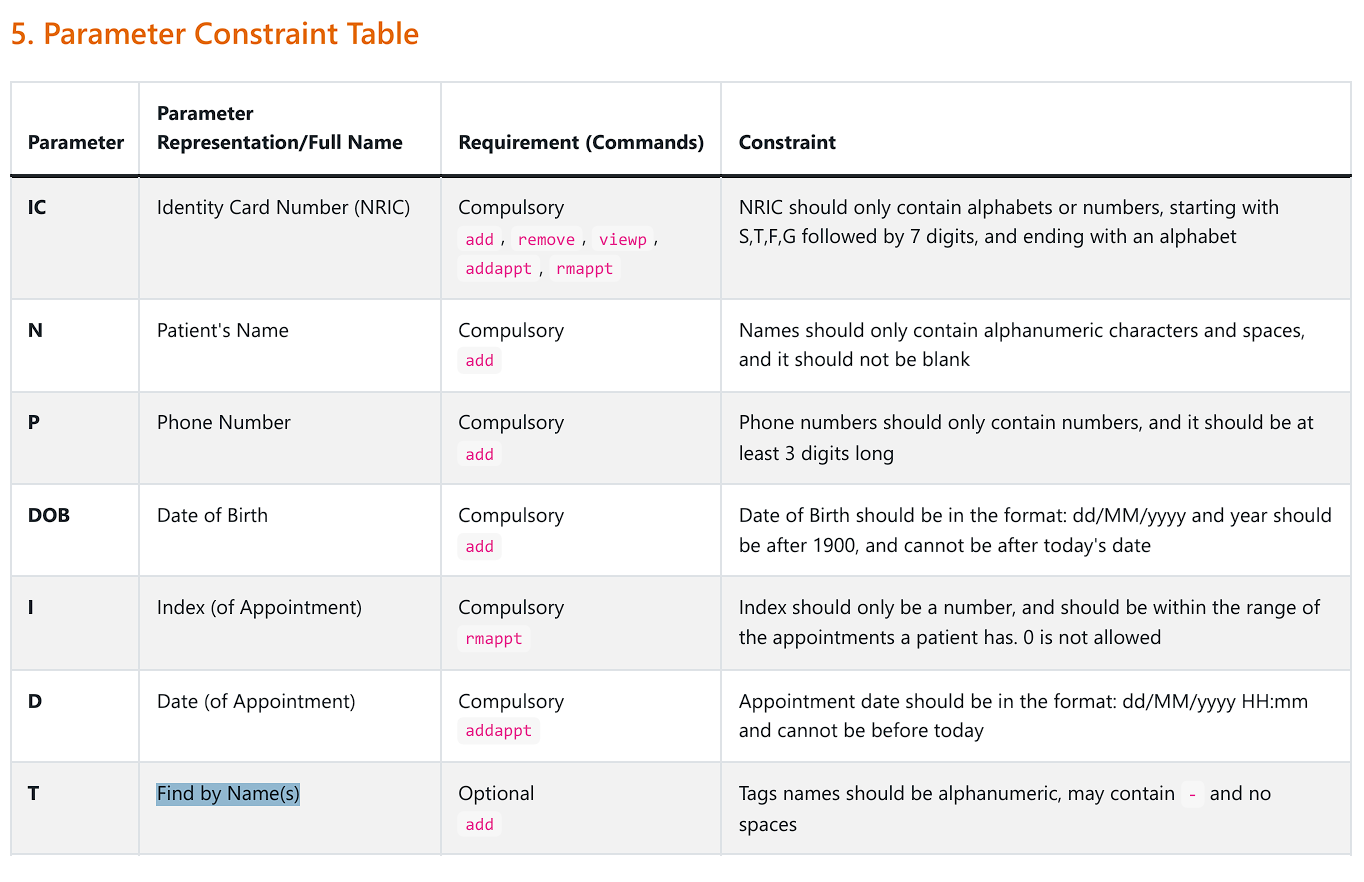 5. Parameter Constraint Table
Parameter
Parameter
Representation/Full Name
Requirement (Commands)
Constraint
IC
Identity Card Number (NRIC)
Compulsory
add , remove , viewp ,
addappt , rmappt
NRIC should only contain alphabets or numbers, starting with
S,T,F,G followed by 7 digits, and ending with an alphabet
N
Patient's Name
Compulsory
add
Names should only contain alphanumeric characters and spaces,
and it should not be blank
P
Phone Number
Compulsory
add
Phone numbers should only contain numbers, and it should be at
least 3 digits long
DOB
Date of Birth
Compulsory
add
Date of Birth should be in the format: dd/MM/yyyy and year should
be after 1900, and cannot be after today's date
I
Index (of Appointment)
Compulsory
rmappt
Index should only be a number, and should be within the range of
the appointments a patient has. 0 is not allowed
D
Date (of Appointment)
Compulsory
addappt
Appointment date should be in the format: dd/MM/yyyy HH:mm
and cannot be before today
T
Find by Name(s)
Optional
add
Tags names should be alphanumeric, may contain - and no
spaces